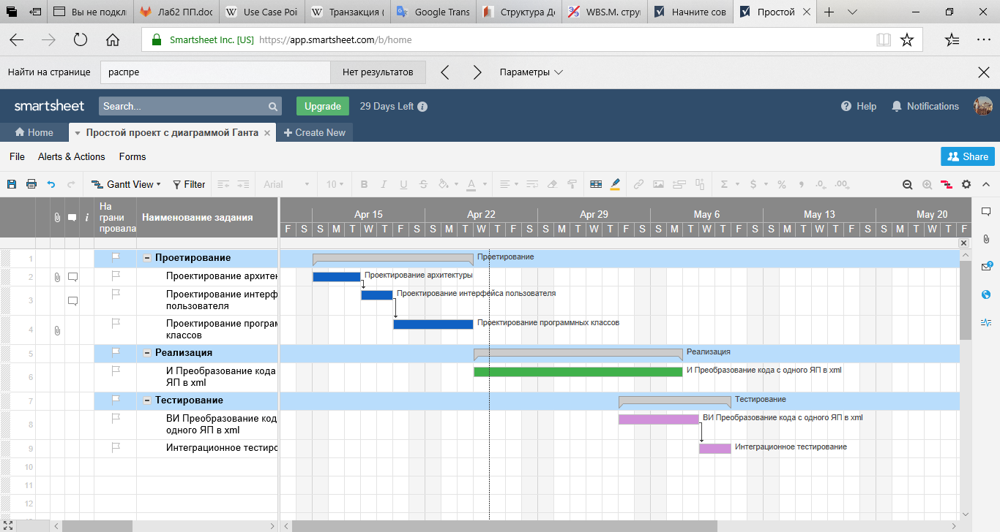 Вы не подкл
Лаб2 ПП.doc
Use Case Poi
Транзакция (
Google Trans
Структура Де
WBS.М. стру
Начните сов
Простой
Smartsheet Inc. [US] https://app.smartsheet.com/b/home
Найти на странице
распре
Нет результатов
Параметры
smartsheet
Search...
Upgrade
29 Days Left
Help
Notifications
Home
Простой проект с диаграммой Ганта
Create New
File
Alerts & Actions
Forms
Share
Gantt View
Filter
Arial
10
B I U S A Σ $ % .0 .00
На
грани
провала
Наименование задания
Apr 15 Apr 22 Apr 29 May 6 May 13 May 20
F S S M T W T F S S M T W T F S S M T W T F S S M T W T F S S M T W T F S S M T W T F
1 Проетирование Проетирование
2 Проектирование архитек Проектирование архитектуры
3 Проектирование интерф
пользователя
Проектирование интерфейса пользователя
4 Проектирование програм
классов
Проектирование программных классов
5 Реализация Реализация
6 И Преобразование кода
ЯП в xml
И Преобразование кода с одного ЯП в xml
7 Тестирование Тестирование
8 ВИ Преобразование код
одного ЯП в xml
ВИ Преобразование кода с одного ЯП в xml
9 Интеграционное тестиро Интеграционное тестирование
10
11
12